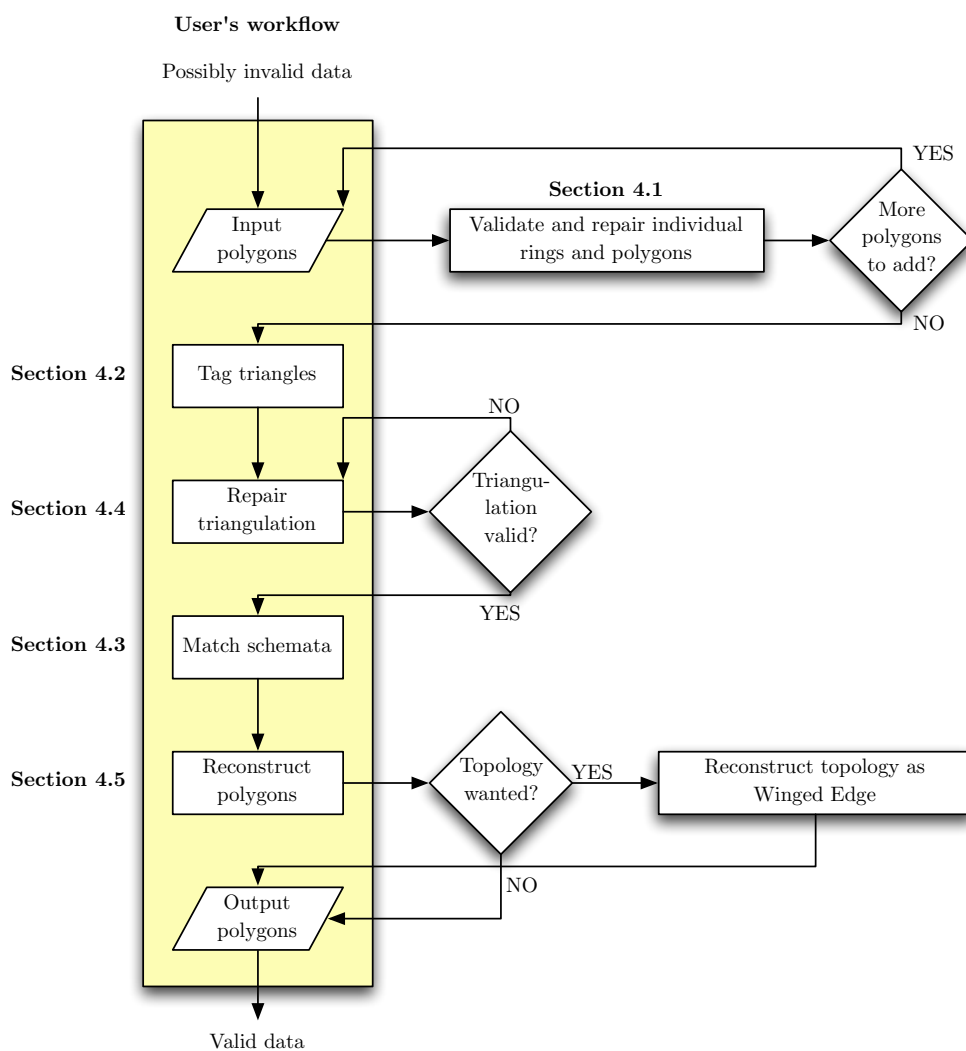 User's workflow
Possibly invalid data
YES
Section 4.1
Input
polygons
Validate and repair individual
rings and polygons
More
polygons
to add?
NO
Section 4.2
Tag triangles
NO
Section 4.4
Repair
triangulation
Triangu-
lation
valid?
YES
Section 4.3
Match schemata
Section 4.5
Reconstruct
polygons
Topology
wanted?
YES
Reconstruct topology as
Winged Edge
NO
Output
polygons
Valid data